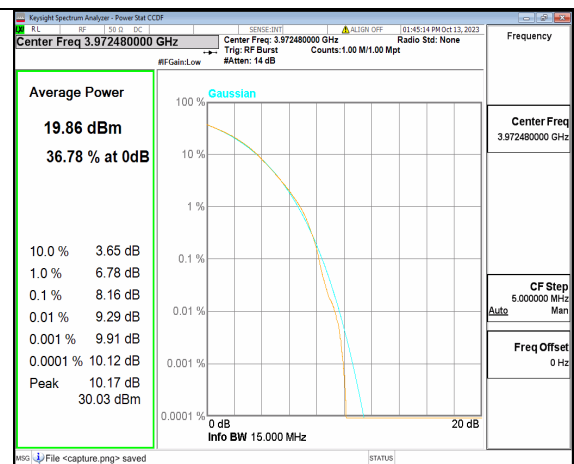 Keysight Spectrum Analyzer - Power Stat CCDF
RL RF 50 Ω DC SENSE:INT ALIGN OFF 01:45:14 PM Oct 13, 2023
Center Freq 3.972480000 GHz
Center Freq: 3.972480000 GHz Radio Std: None
Trig: RF Burst Counts:1.00 M/1.00 Mpt
#IFGain:Low #Atten: 14 dB
Frequency
Average Power
19.86 dBm
36.78 % at 0dB
10.0 % 3.65 dB
1.0 % 6.78 dB
0.1 % 8.16 dB
0.01 % 9.29 dB
0.001 % 9.91 dB
0.0001 % 10.12 dB
Peak 10.17 dB
30.03 dBm
Gaussian
100 %
10 %
1 %
0.1 %
0.01 %
0.001 %
0.0001 %
0 dB 20 dB
Info BW 15.000 MHz
Center Freq
3.972480000 GHz
CF Step
5.000000 MHz
Auto Man
Freq Offset
0 Hz
MSG File <capture.png> saved STATUS